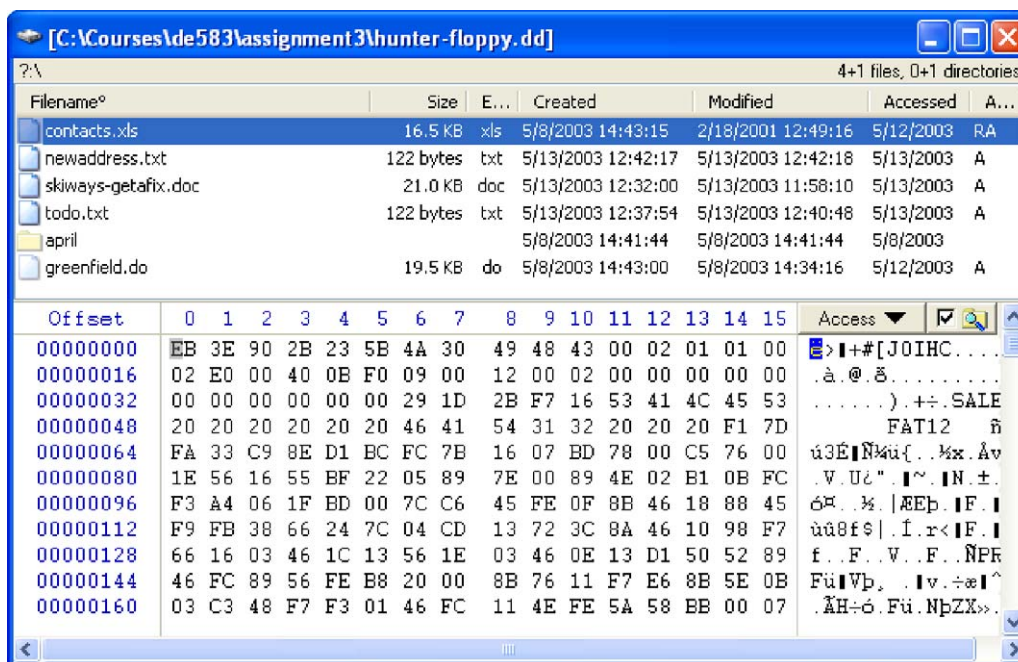 [C:\Courses\de583\assignment3\hunter-floppy.dd]
?:\ 4+1 files, 0+1 directories
Filename° Size E... Created Modified Accessed A...
contacts.xls 16.5 KB xls 5/8/2003 14:43:15 2/18/2001 12:49:16 5/12/2003 RA
newaddress.txt 122 bytes txt 5/13/2003 12:42:17 5/13/2003 12:42:18 5/13/2003 A
skiways-getafix.doc 21.0 KB doc 5/13/2003 12:32:00 5/13/2003 11:58:10 5/13/2003 A
todo.txt 122 bytes txt 5/13/2003 12:37:54 5/13/2003 12:40:48 5/13/2003 A
april 5/8/2003 14:41:44 5/8/2003 14:41:44 5/8/2003
greenfield.do 19.5 KB do 5/8/2003 14:43:00 5/8/2003 14:34:16 5/12/2003 A
Offset 0 1 2 3 4 5 6 7 8 9 10 11 12 13 14 15 Access
00000000 EB 3E 90 2B 23 5B 4A 30 49 48 43 00 02 01 01 00 ë>▮+#[J0IHC.....
00000016 02 E0 00 40 0B F0 09 00 12 00 02 00 00 00 00 00 .à.@.ð.........
00000032 00 00 00 00 00 00 29 1D 2B F7 16 53 41 4C 45 53 ......).+÷.SALE
00000048 20 20 20 20 20 20 46 41 54 31 32 20 20 20 F1 7D FAT12 ñ
00000064 FA 33 C9 8E D1 BC FC 7B 16 07 BD 78 00 C5 76 00 ú3É▮Ñ¼ü{..½x.Åv
00000080 1E 56 16 55 BF 22 05 89 7E 00 89 4E 02 B1 0B FC .V.U¿".▮~.▮N.±.
00000096 F3 A4 06 1F BD 00 7C C6 45 FE 0F 8B 46 18 88 45 ó¤..½.|ÆEþ.▮F.▮
00000112 F9 FB 38 66 24 7C 04 CD 13 72 3C 8A 46 10 98 F7 ùû8f$|.Í.r<▮F.▮
00000128 66 16 03 46 1C 13 56 1E 03 46 0E 13 D1 50 52 89 f..F..V..F..ÑPR
00000144 46 FC 89 56 FE B8 20 00 8B 76 11 F7 E6 8B 5E 0B Fü▮Vþ¸ .▮v.÷æ▮^
00000160 03 C3 48 F7 F3 01 46 FC 11 4E FE 5A 58 BB 00 07 .ÃH÷ó.Fü.NþZX».